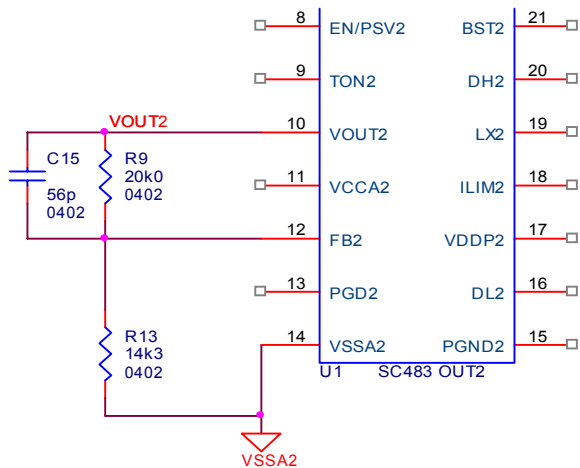 8 EN/PSV2 BST2 21
9 TON2 DH2 20
VOUT2
10 VOUT2 LX2 19
C15
56p
0402
R9
20k0
0402
11 VCCA2 ILIM2 18
12 FB2 VDDP2 17
13 PGD2 DL2 16
R13
14k3
0402
14 VSSA2 PGND2 15
U1 SC483 OUT2
VSSA2